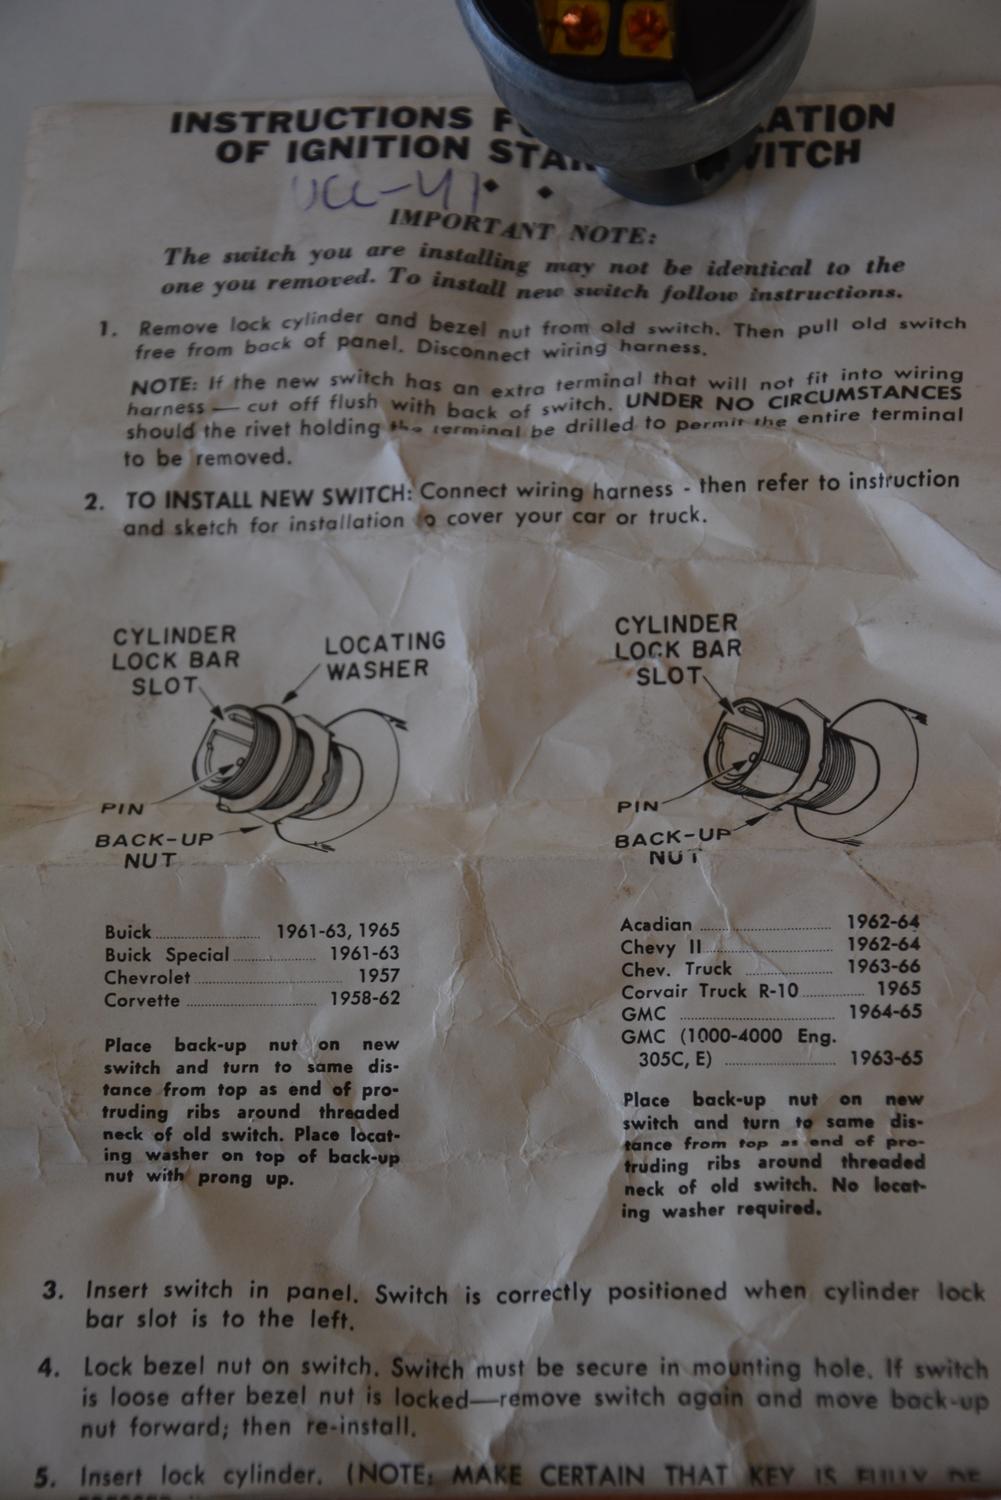 INSTRUCTIONS
OF IGNITION
UCC-41
IMPORTANT NOTE:
The switch you are installing may not be identical to the
one you removed. To install new switch follow instructions.
1. Remove lock cylinder and bezel nut from old switch. Then pull old switch
free from back of panel. Disconnect wiring harness.
NOTE: If the new switch has an extra terminal that will not fit into wiring
harness — cut off flush with back of switch. UNDER NO CIRCUMSTANCES
should the rivet holding the terminal be drilled to permit the entire terminal
to be removed.
2. TO INSTALL NEW SWITCH: Connect wiring harness - then refer to instruction
and sketch for installation to cover your car or truck.
CYLINDER
LOCK BAR
SLOT
LOCATING
WASHER
PIN
BACK-UP
NUT
CYLINDER
LOCK BAR
SLOT
PIN
BACK-UP
NUT
Buick 1961-63, 1965
Buick Special 1961-63
Chevrolet 1957
Corvette 1958-62
Place back-up nut on new
switch and turn to same dis-
tance from top as end of pro-
truding ribs around threaded
neck of old switch. Place locat-
ing washer on top of back-up
nut with prong up.
Acadian 1962-64
Chevy II 1962-64
Chev. Truck 1963-66
Corvair Truck R-10 1965
GMC 1964-65
GMC (1000-4000 Eng.
305C, E) 1963-65
Place back-up nut on new
switch and turn to same dis-
tance from top as end of pro-
truding ribs around threaded
neck of old switch. No locat-
ing washer required.
3. Insert switch in panel. Switch is correctly positioned when cylinder lock
bar slot is to the left.
4. Lock bezel nut on switch. Switch must be secure in mounting hole. If switch
is loose after bezel nut is locked—remove switch again and move back-up
nut forward; then re-install.
5. Insert lock cylinder. (NOTE: MAKE CERTAIN THAT KEY IS FULLY DE